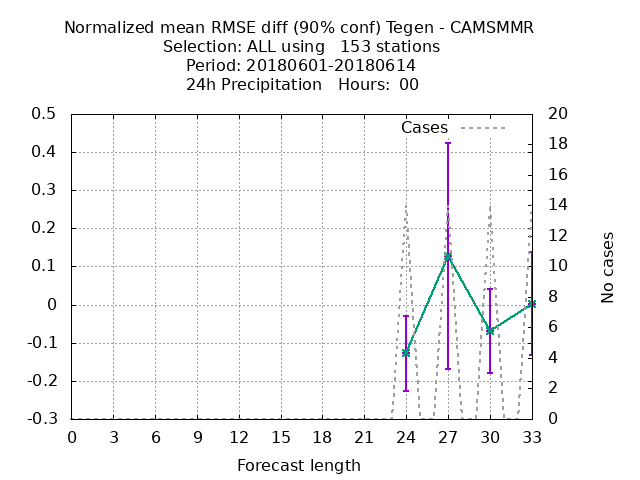 Normalized mean RMSE diff (90% conf) Tegen - CAMSMMR
Selection: ALL using   153 stations
Period: 20180601-20180614
24h Precipitation   Hours:  00
Cases
0.5
0.4
0.3
0.2
0.1
0
-0.1
-0.2
-0.3
20
18
16
14
12
10
8
6
4
2
0
No cases
0 3 6 9 12 15 18 21 24 27 30 33
Forecast length